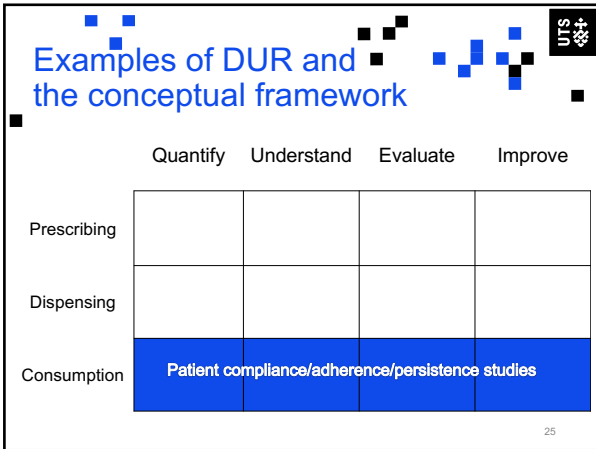 UTS
Examples of DUR and
the conceptual framework
Quantify Understand Evaluate Improve
Prescribing
Dispensing
Consumption Patient compliance/adherence/persistence studies
25